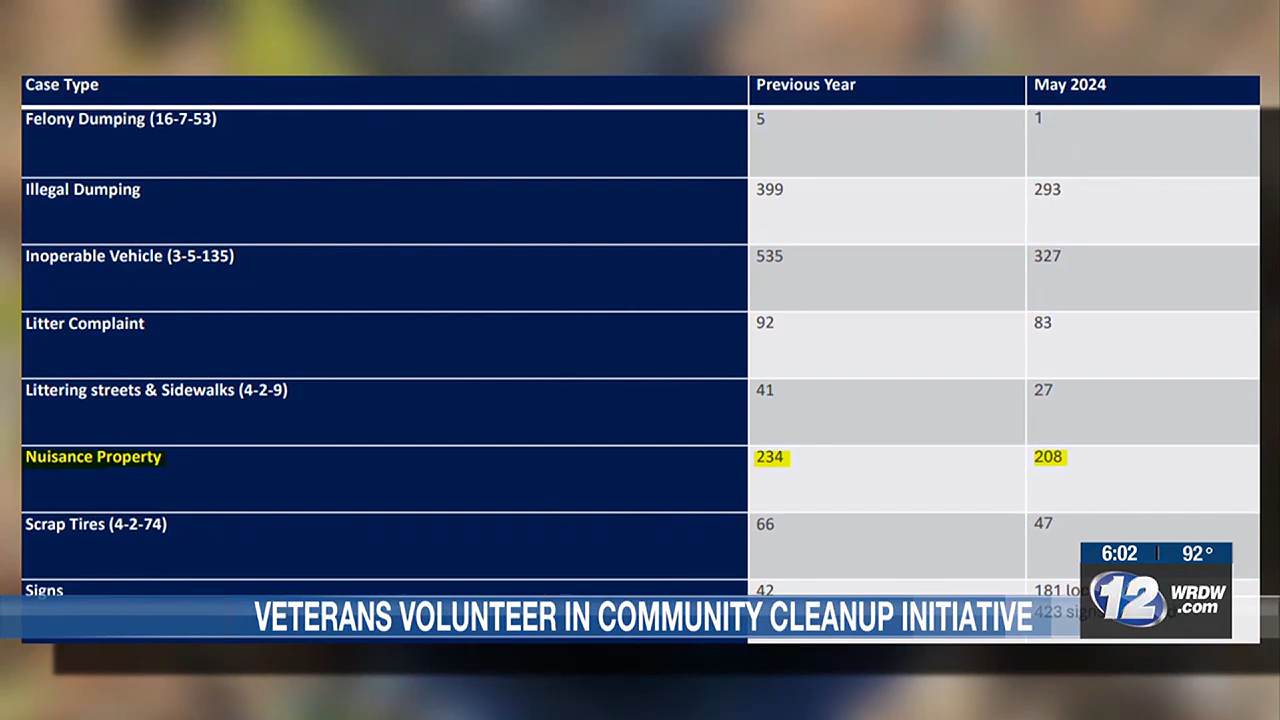 Case Type Previous Year May 2024
Felony Dumping (16-7-53) 5 1
Illegal Dumping 399 293
Inoperable Vehicle (3-5-135) 535 327
Litter Complaint 92 83
Littering streets & Sidewalks (4-2-9) 41 27
Nuisance Property 234 208
Scrap Tires (4-2-74) 66 47
Signs 42 181 loc
423 sign
VETERANS VOLUNTEER IN COMMUNITY CLEANUP INITIATIVE
6:02 92°
12 WRDW
.com